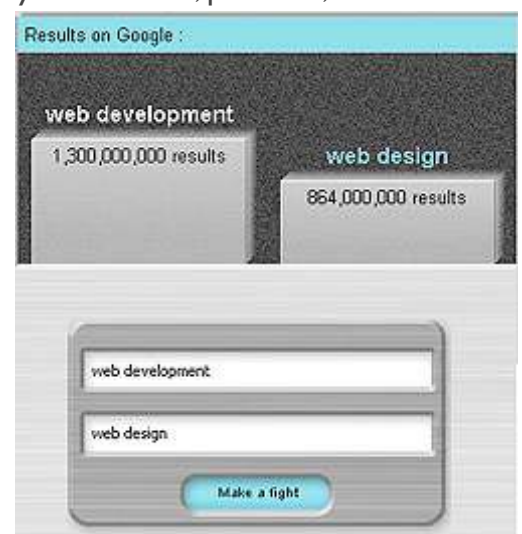 Results on Google :
web development
1,300,000,000 results
web design
864,000,000 results
web development
web design
Make a fight